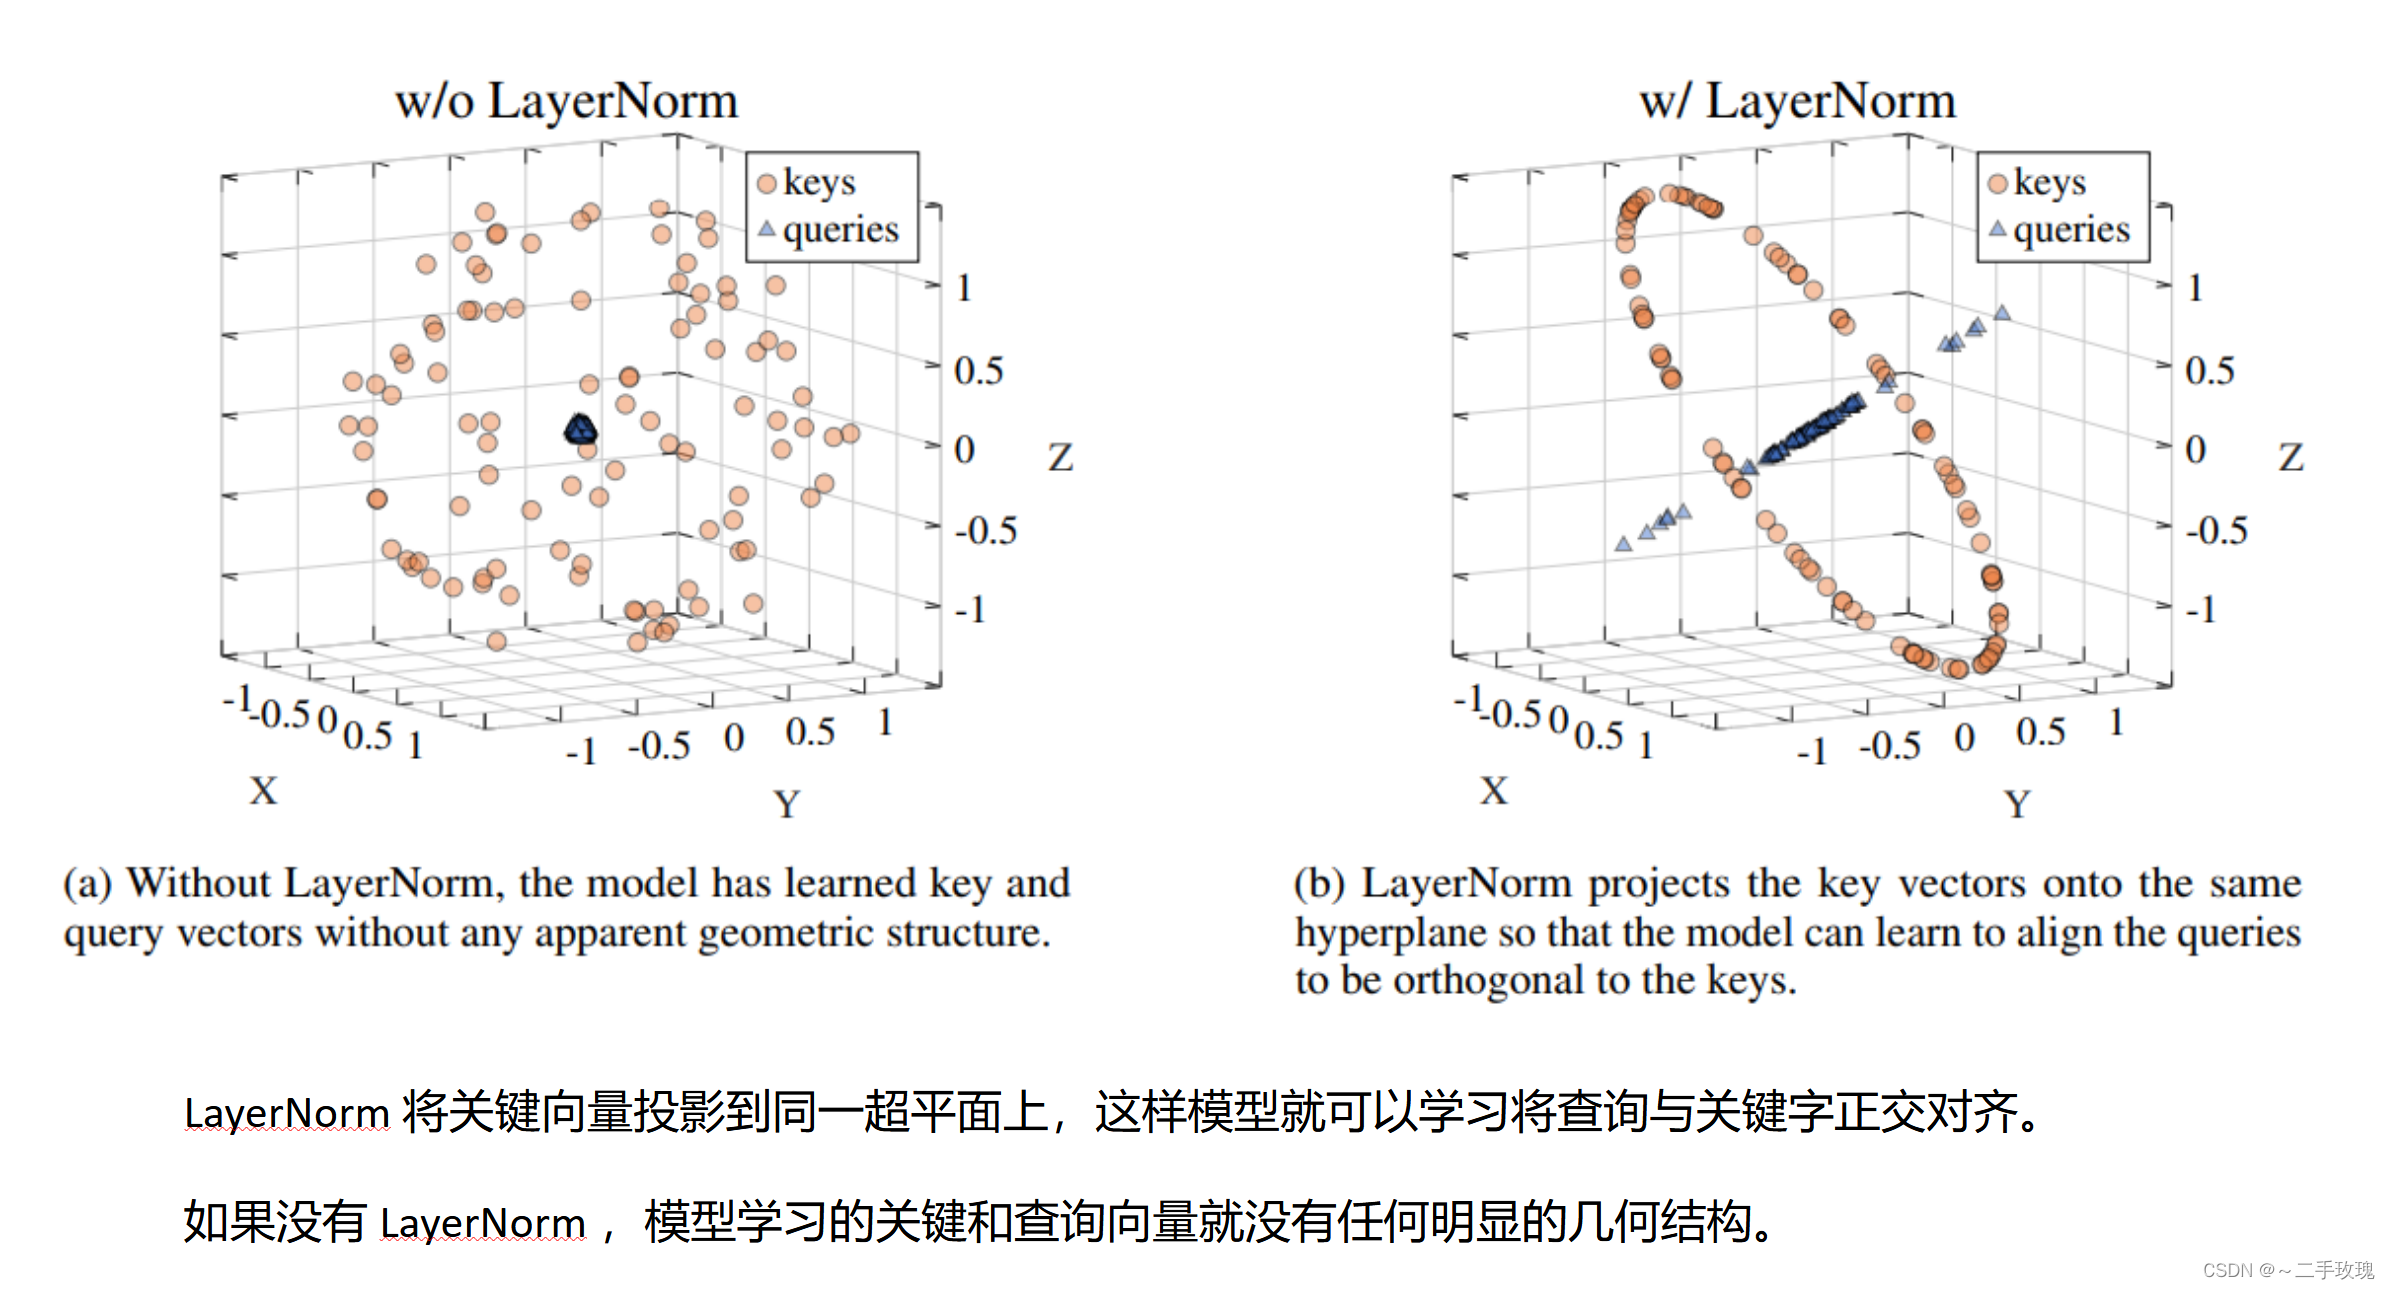 w/o LayerNorm
keys
queries
1
0.5
0
-0.5
-1
Z
-1
-0.5
0
0.5
1
X
-1
-0.5
0
0.5
1
Y
(a) Without LayerNorm, the model has learned key and
query vectors without any apparent geometric structure.
w/ LayerNorm
keys
queries
1
0.5
0
-0.5
-1
Z
-1
-0.5
0
0.5
1
X
-1
-0.5
0
0.5
1
Y
(b) LayerNorm projects the key vectors onto the same
hyperplane so that the model can learn to align the queries
to be orthogonal to the keys.
LayerNorm 将关键向量投影到同一超平面上，这样模型就可以学习将查询与关键字正交对齐。
如果没有 LayerNorm ，模型学习的关键和查询向量就没有任何明显的几何结构。
CSDN @～二手玫瑰